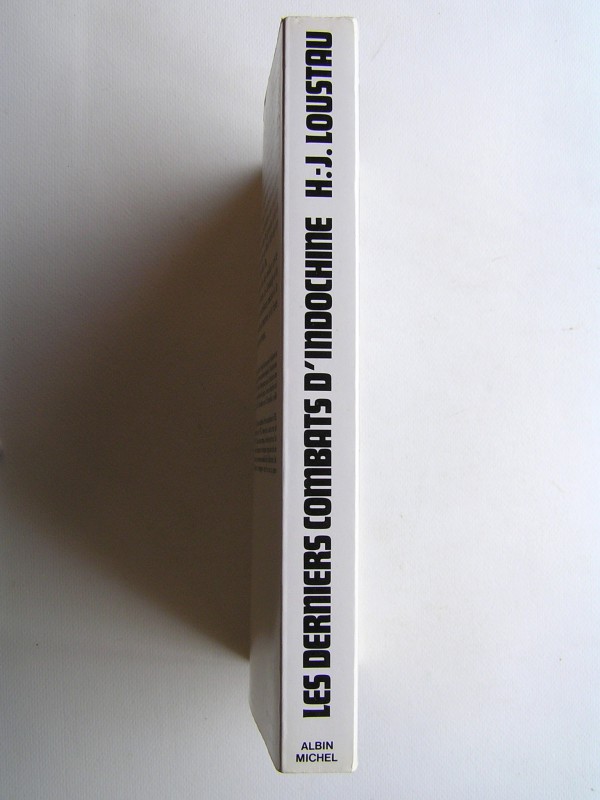 LES DERNIERS COMBATS D'INDOCHINE H.-J. LOUSTAU
ALBIN
MICHEL